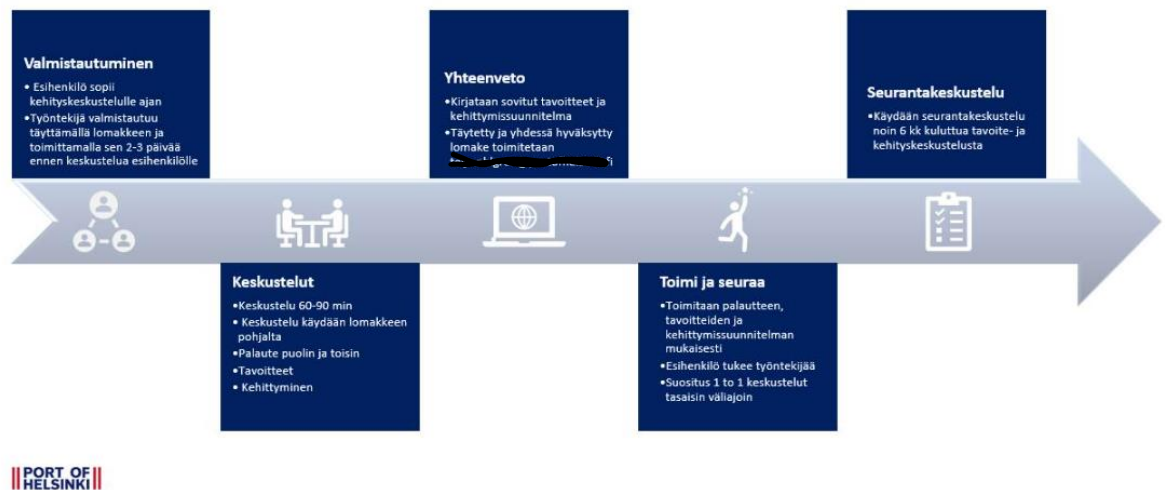 Valmistautuminen
• Esihenkilö sopii
kehityskeskustelulle ajan
•Työntekijä valmistautuu
täyttämällä lomakkeen ja
toimittamalla sen 2-3 päivää
ennen keskustelua esihenkilölle
Keskustelut
•Keskustelu 60-90 min
• Keskustelu käydään lomakkeen
pohjalta
•Palaute puolin ja toisin
•Tavoitteet
• Kehittyminen
Yhteenveto
•Kirjataan sovitut tavoitteet ja
kehittymissuunnitelma
•Täytetty ja yhdessä hyväksytty
lomake toimitetaan
Toimi ja seuraa
•Toimitaan palautteen,
tavoitteiden ja
kehittymissuunnitelman
mukaisesti
•Esihenkilö tukee työntekijää
•Suositus 1 to 1 keskustelut
tasaisin väliajoin
Seurantakeskustelu
•Käydään seurantakeskustelu
noin 6 kk kuluttua tavoite- ja
kehityskeskustelusta
PORT OF
HELSINKI